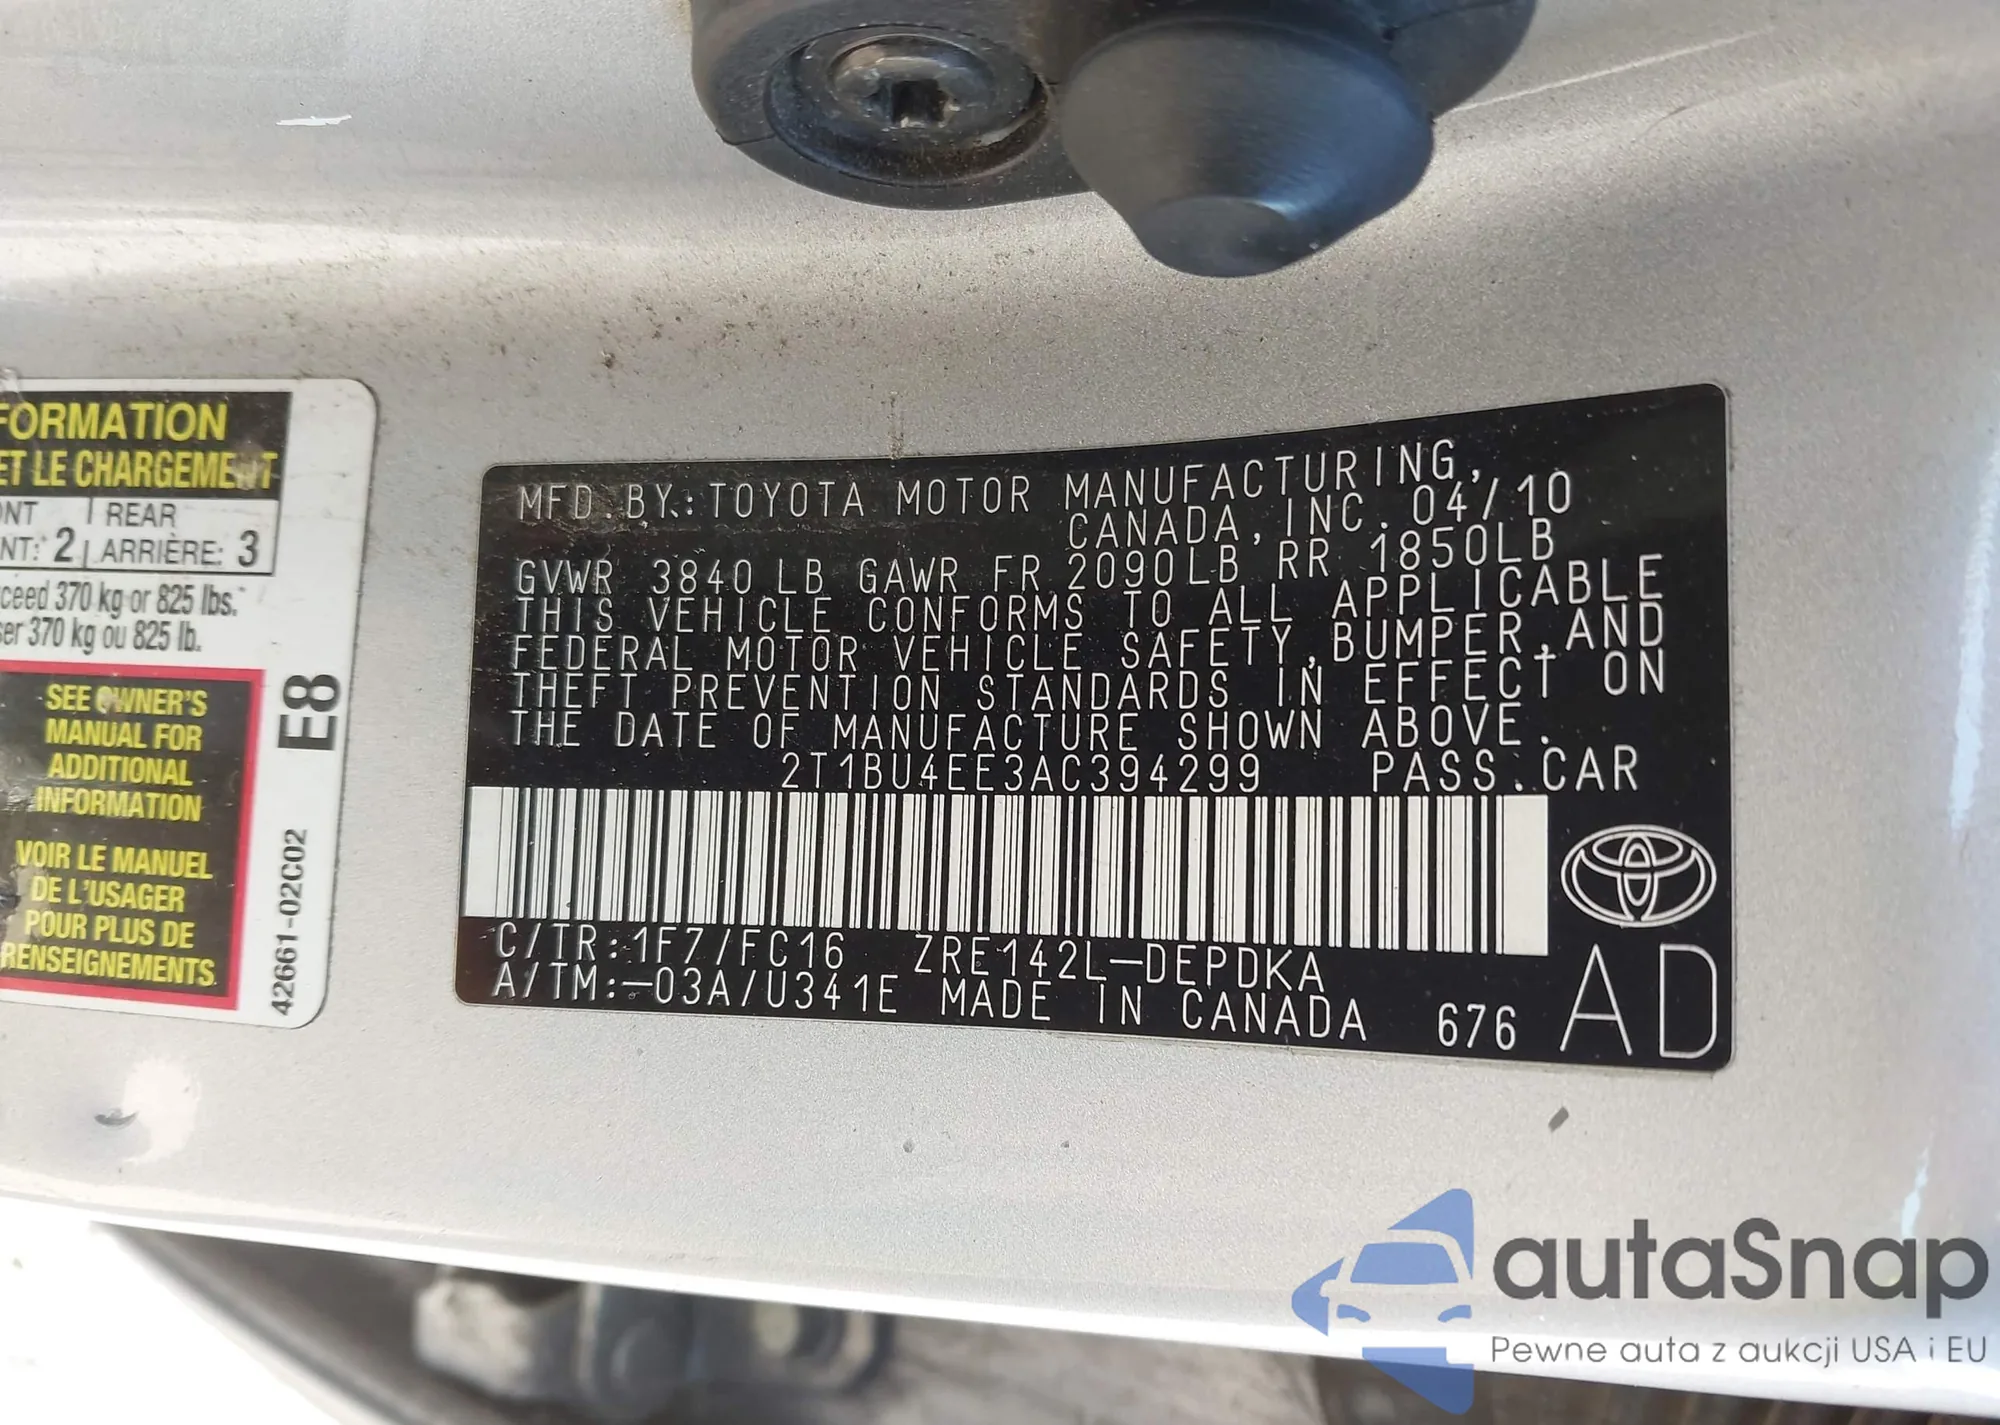 FORMATION
ET LE CHARGEMENT
REAR
2 ARRIÈRE: 3
370 kg or 825 lbs.
370 kg ou 825 lb.
SEE OWNER'S
MANUAL FOR
ADDITIONAL
INFORMATION
VOIR LE MANUEL
DE L'USAGER
POUR PLUS DE
RENSEIGNEMENTS
E8
42661-02C02
MFD.BY:TOYOTA MOTOR MANUFACTURING,
CANADA, INC. 04/10
GVWR 3840 LB GAWR FR 2090LB RR 1850LB
THIS VEHICLE CONFORMS TO ALL APPLICABLE
FEDERAL MOTOR VEHICLE SAFETY,BUMPER,AND
THEFT PREVENTION STANDARDS IN EFFECT ON
THE DATE OF MANUFACTURE SHOWN ABOVE.
2T1BU4EE3AC394299 PASS.CAR
C/TR:1F7/FC16 ZRE142L-DEPDKA
A/TM:-03A/U341E MADE IN CANADA 676
AD
autaSnap
Pewne auta z aukcji USA i EU